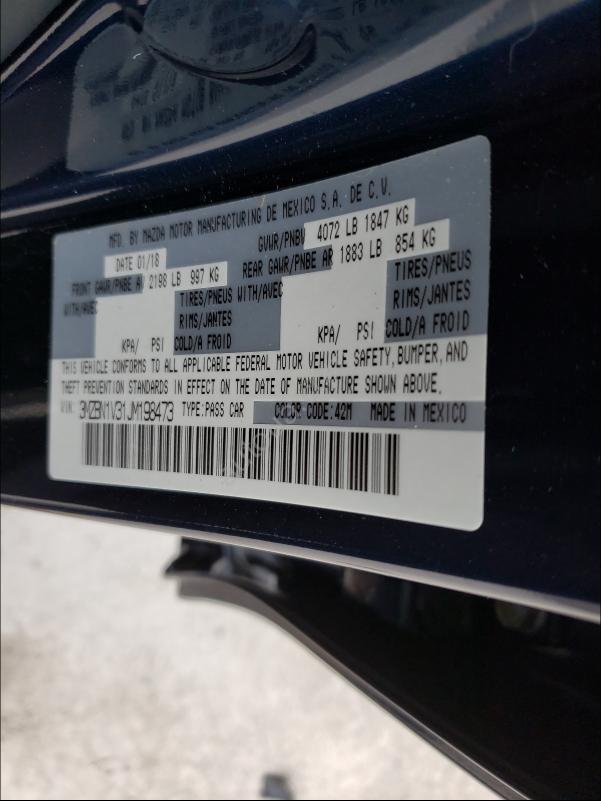 MFD. BY MAZDA MOTOR MANUFACTURING DE MEXICO S.A. DE C.V.
DATE 01/18 GVWR/PNBV 4072 LB 1847 KG
FRONT GAWR/PNBE AV 2198 LB 997 KG REAR GAWR/PNBE AR 1883 LB 854 KG
WITH/AVEC TIRES/PNEUS WITH/AVEC TIRES/PNEUS
RIMS/JANTES RIMS/JANTES
KPA/ PSI COLD/A FROID KPA/ PSI COLD/A FROID
THIS VEHICLE CONFORMS TO ALL APPLICABLE FEDERAL MOTOR VEHICLE SAFETY, BUMPER, AND
THEFT PREVENTION STANDARDS IN EFFECT ON THE DATE OF MANUFACTURE SHOWN ABOVE.
VIN: 3MZBN1V31JM198473 TYPE:PASS CAR COLOR CODE:42M MADE IN MEXICO